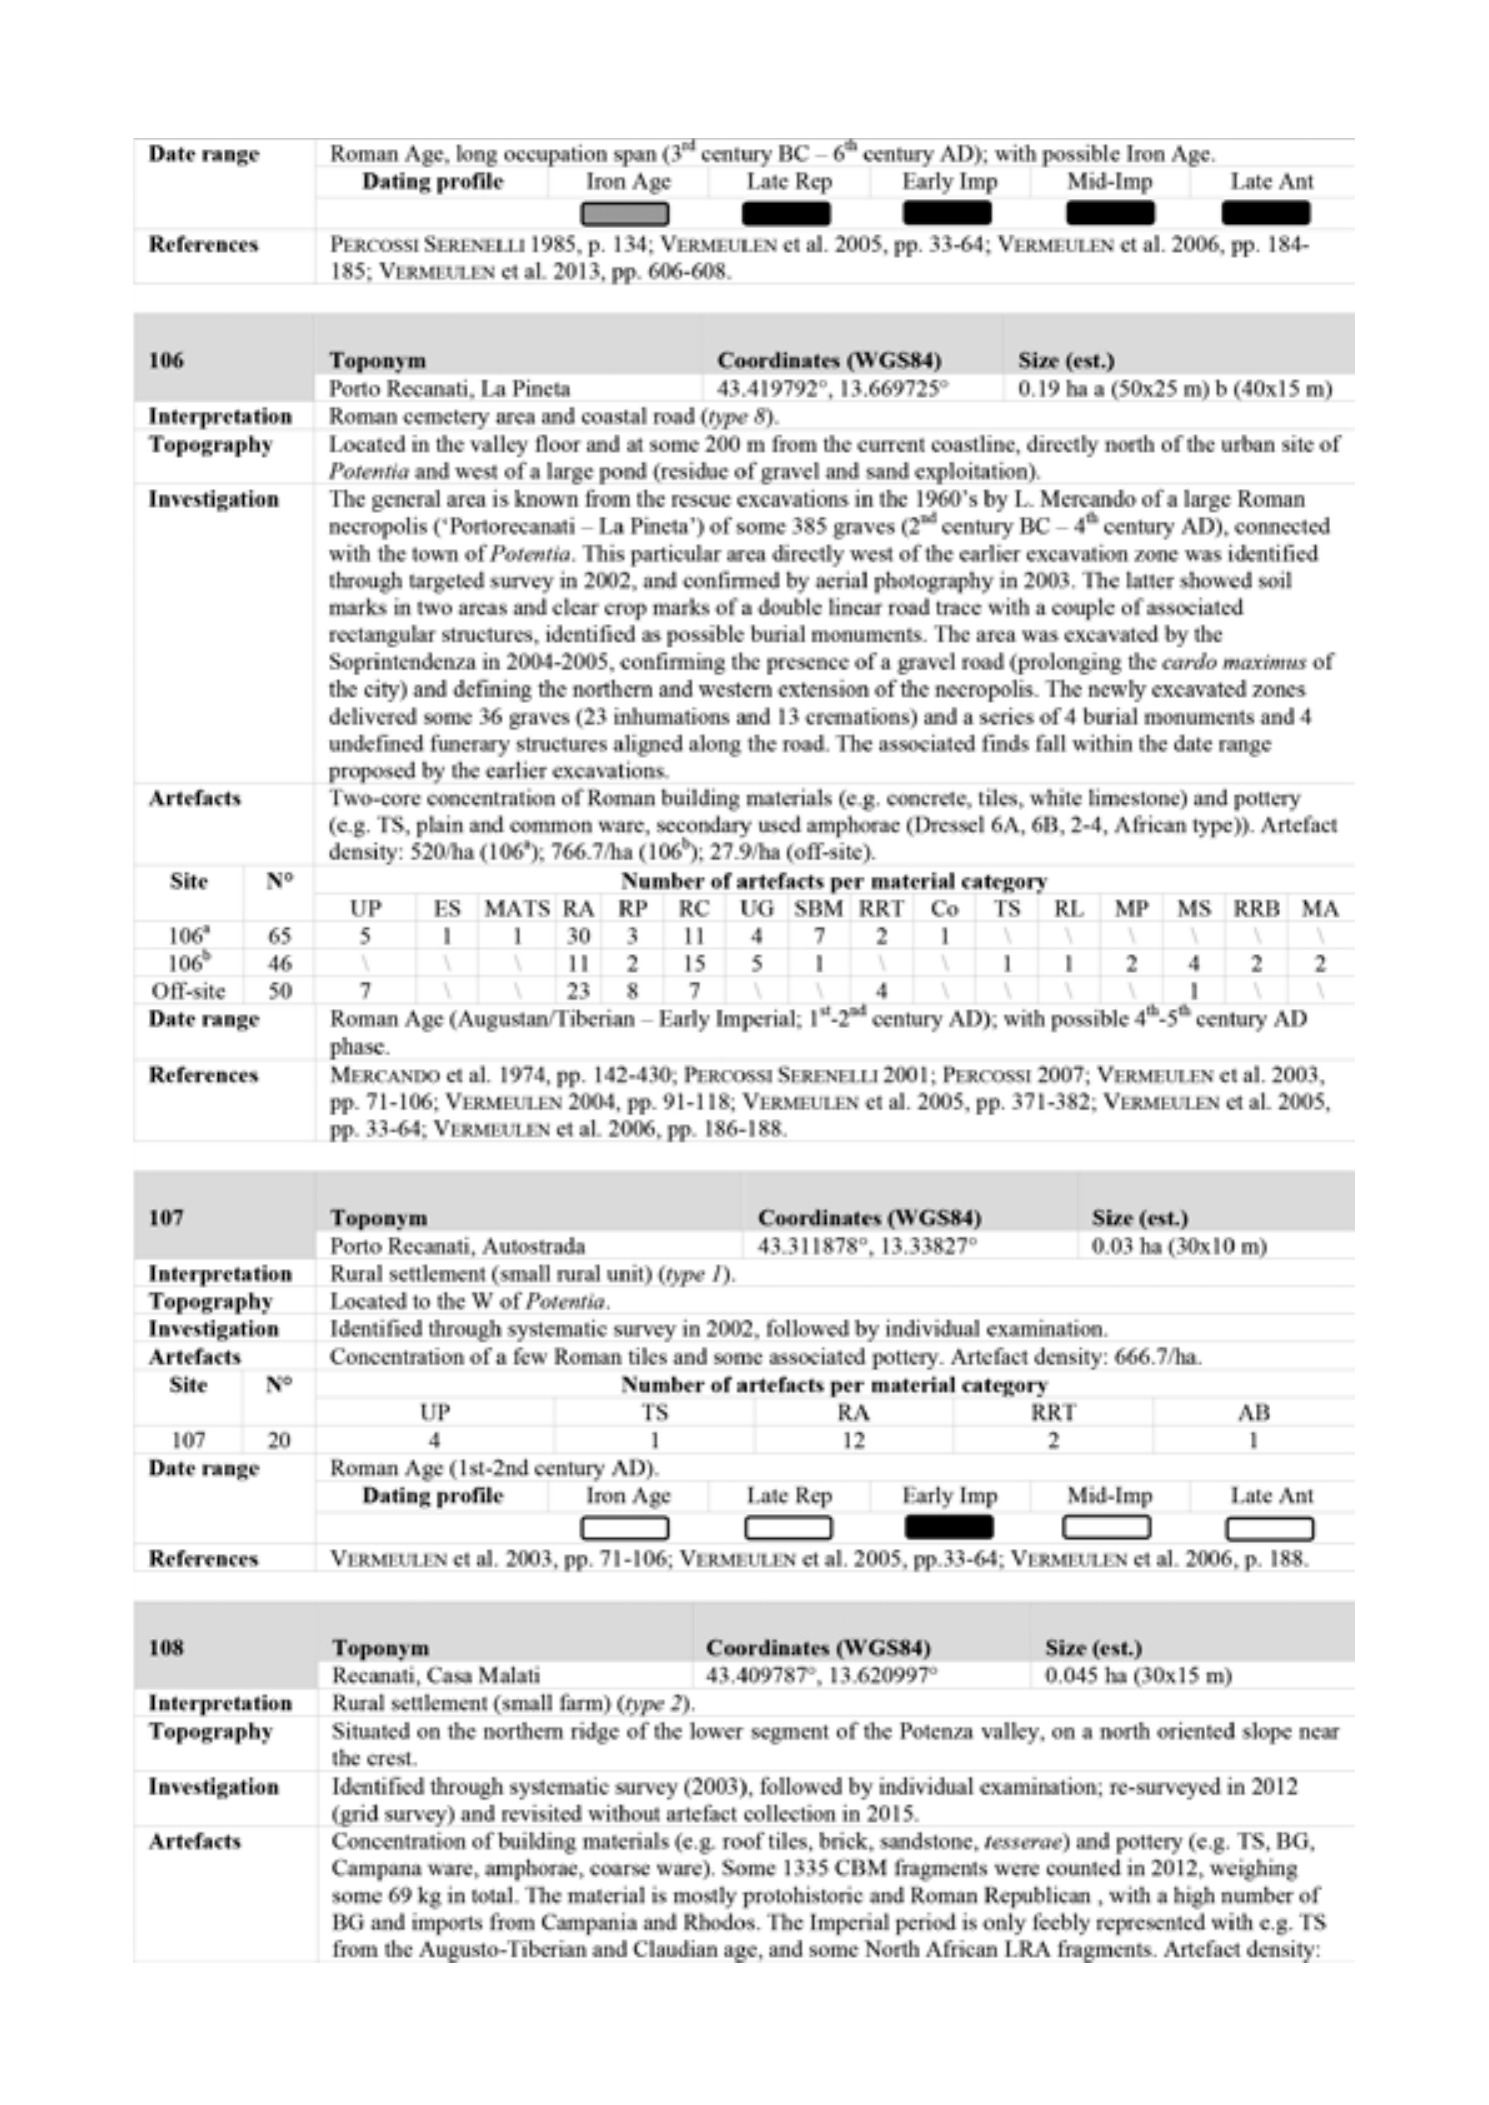 Date range Roman Age, long occupation span (3rd century BC – 6th century AD); with possible Iron Age.
Dating profile Iron Age Late Rep Early Imp Mid-Imp Late Ant
References PERCOSSI SERENELLI 1985, p. 134; VERMEULEN et al. 2005, pp. 33-64; VERMEULEN et al. 2006, pp. 184-
185; VERMEULEN et al. 2013, pp. 606-608.
106 Toponym Coordinates (WGS84) Size (est.)
Porto Recanati, La Pineta 43.419792°, 13.669725° 0.19 ha a (50x25 m) b (40x15 m)
Interpretation Roman cemetery area and coastal road (type 8).
Topography Located in the valley floor and at some 200 m from the current coastline, directly north of the urban site of
Potentia and west of a large pond (residue of gravel and sand exploitation).
Investigation The general area is known from the rescue excavations in the 1960's by L. Mercando of a large Roman
necropolis ('Portorecanati – La Pineta') of some 385 graves (2nd century BC – 4th century AD), connected
with the town of Potentia. This particular area directly west of the earlier excavation zone was identified
through targeted survey in 2002, and confirmed by aerial photography in 2003. The latter showed soil
marks in two areas and clear crop marks of a double linear road trace with a couple of associated
rectangular structures, identified as possible burial monuments. The area was excavated by the
Soprintendenza in 2004-2005, confirming the presence of a gravel road (prolonging the cardo maximus of
the city) and defining the northern and western extension of the necropolis. The newly excavated zones
delivered some 36 graves (23 inhumations and 13 cremations) and a series of 4 burial monuments and 4
undefined funerary structures aligned along the road. The associated finds fall within the date range
proposed by the earlier excavations.
Artefacts Two-core concentration of Roman building materials (e.g. concrete, tiles, white limestone) and pottery
(e.g. TS, plain and common ware, secondary used amphorae (Dressel 6A, 6B, 2-4, African type)). Artefact
density: 520/ha (106a); 766.7/ha (106b); 27.9/ha (off-site).
Site N° Number of artefacts per material category
UP ES MATS RA RP RC UG SBM RRT Co TS RL MP MS RRB MA
106a 65 5 1 1 30 3 11 4 7 2 1 \ \ \ \ \ \
106b 46 \ \ \ 11 2 15 5 1 \ \ 1 1 2 4 2 2
Off-site 50 7 \ \ 23 8 7 \ \ 4 \ \ \ \ 1 \ \
Date range Roman Age (Augustan/Tiberian – Early Imperial; 1st-2nd century AD); with possible 4th-5th century AD
phase.
References MERCANDO et al. 1974, pp. 142-430; PERCOSSI SERENELLI 2001; PERCOSSI 2007; VERMEULEN et al. 2003,
pp. 71-106; VERMEULEN 2004, pp. 91-118; VERMEULEN et al. 2005, pp. 371-382; VERMEULEN et al. 2005,
pp. 33-64; VERMEULEN et al. 2006, pp. 186-188.
107 Toponym Coordinates (WGS84) Size (est.)
Porto Recanati, Autostrada 43.311878°, 13.33827° 0.03 ha (30x10 m)
Interpretation Rural settlement (small rural unit) (type 1).
Topography Located to the W of Potentia.
Investigation Identified through systematic survey in 2002, followed by individual examination.
Artefacts Concentration of a few Roman tiles and some associated pottery. Artefact density: 666.7/ha.
Site N° Number of artefacts per material category
UP TS RA RRT AB
107 20 4 1 12 2 1
Date range Roman Age (1st-2nd century AD).
Dating profile Iron Age Late Rep Early Imp Mid-Imp Late Ant
References VERMEULEN et al. 2003, pp. 71-106; VERMEULEN et al. 2005, pp.33-64; VERMEULEN et al. 2006, p. 188.
108 Toponym Coordinates (WGS84) Size (est.)
Recanati, Casa Malati 43.409787°, 13.620997° 0.045 ha (30x15 m)
Interpretation Rural settlement (small farm) (type 2).
Topography Situated on the northern ridge of the lower segment of the Potenza valley, on a north oriented slope near
the crest.
Investigation Identified through systematic survey (2003), followed by individual examination; re-surveyed in 2012
(grid survey) and revisited without artefact collection in 2015.
Artefacts Concentration of building materials (e.g. roof tiles, brick, sandstone, tesserae) and pottery (e.g. TS, BG,
Campana ware, amphorae, coarse ware). Some 1335 CBM fragments were counted in 2012, weighing
some 69 kg in total. The material is mostly protohistoric and Roman Republican , with a high number of
BG and imports from Campania and Rhodos. The Imperial period is only feebly represented with e.g. TS
from the Augusto-Tiberian and Claudian age, and some North African LRA fragments. Artefact density: